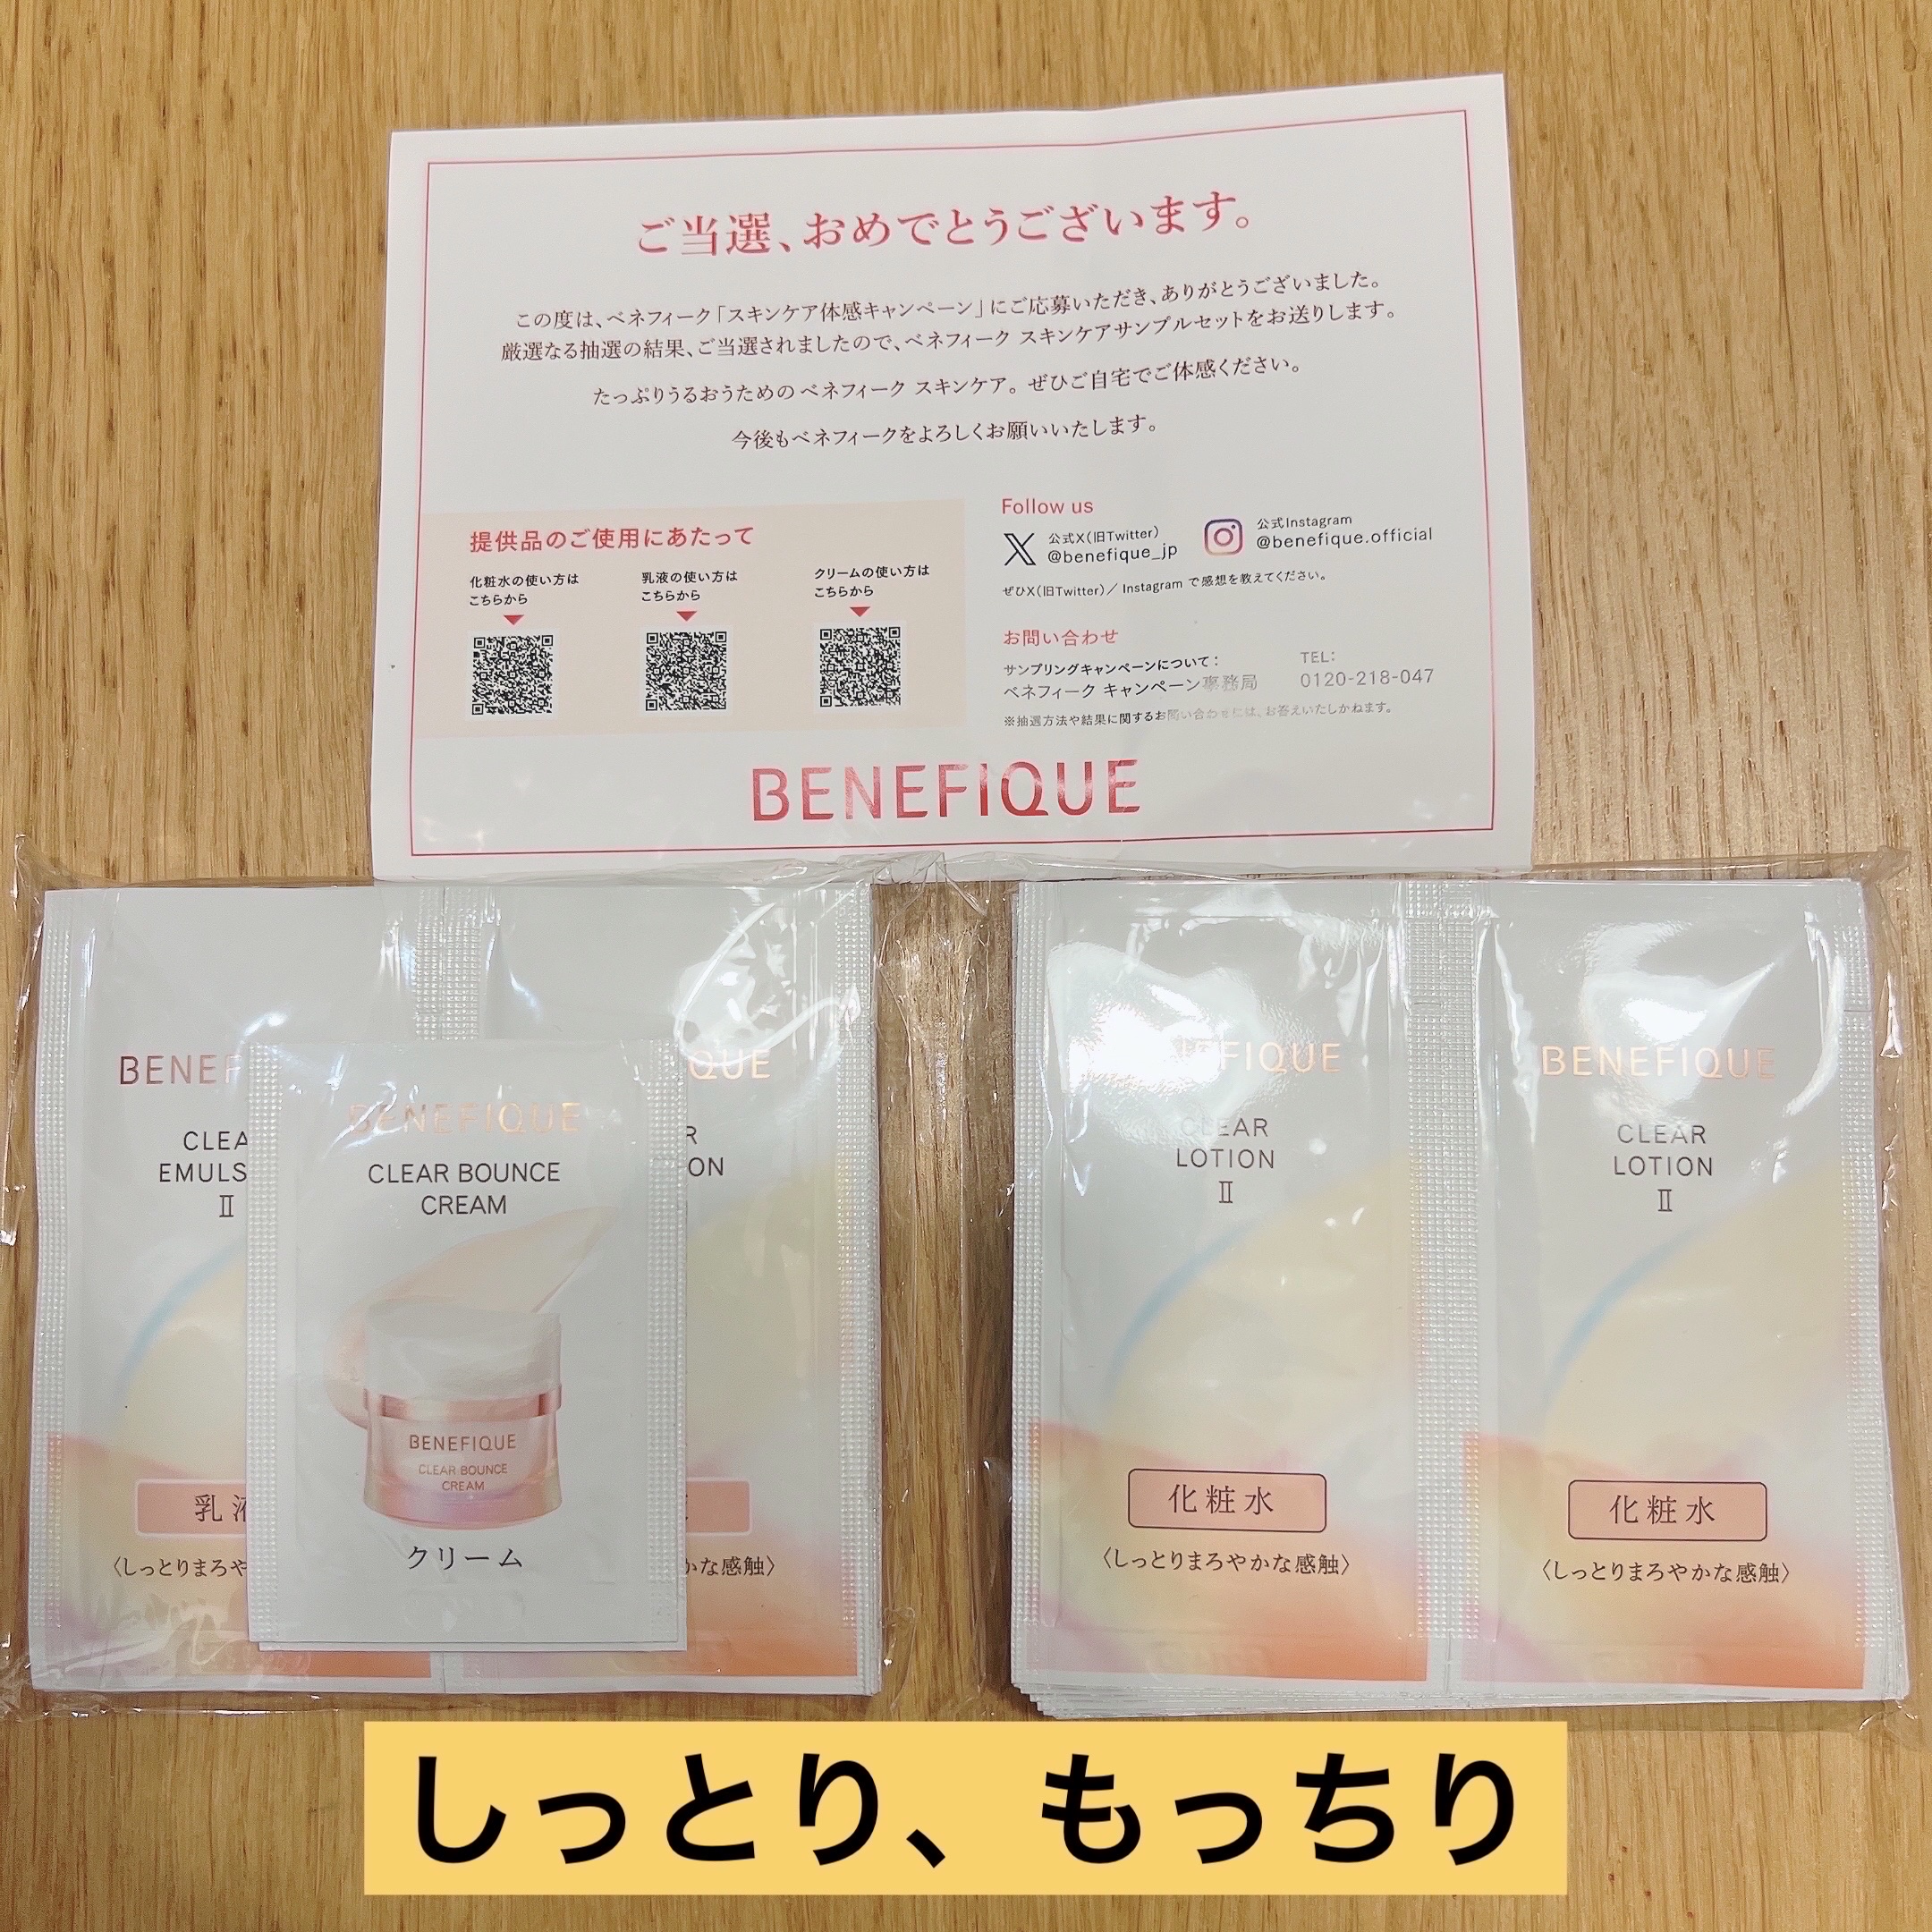 ご当選、おめでとうございます。
この度は、ベネフィーク「スキンケア体感キャンペーン」にご応募いただき、ありがとうございました。
厳選なる抽選の結果、ご当選されましたので、ベネフィーク スキンケアサンプルセットをお送りします。
たっぷりうるおうための ベネフィーク スキンケア。ぜひご自宅でご体感ください。
今後もベネフィークをよろしくお願いいたします。
提供品のご使用にあたって
化粧水の使い方は
こちらから
乳液の使い方は
こちらから
クリームの使い方は
こちらから
Follow us
公式X(旧Twitter)
@benefique_jp
公式Instagram
@benefique.official
ぜひX(旧Twitter)／Instagram で感想を教えてください。
お問い合わせ
サンプリングキャンペーンについて：
ベネフィーク キャンペーン事務局
TEL:
0120-218-047
※抽選方法や結果に関するお問い合わせには、お答えいたしかねます。
BENEFIQUE
BENEF
CLEA
EMULS
Ⅱ
乳液
〈しっとりまろや
BENEFIQUE
CLEAR BOUNCE
CREAM
BENEFIQUE
CLEAR BOUNCE
CREAM
クリーム
QUE
R
ON
かな感触〉
EFIQUE
CLEAR
LOTION
Ⅱ
化粧水
〈しっとりまろやかな感触〉
BENEFIQUE
CLEAR
LOTION
Ⅱ
化粧水
〈しっとりまろやかな感触〉
しっとり、もっちり